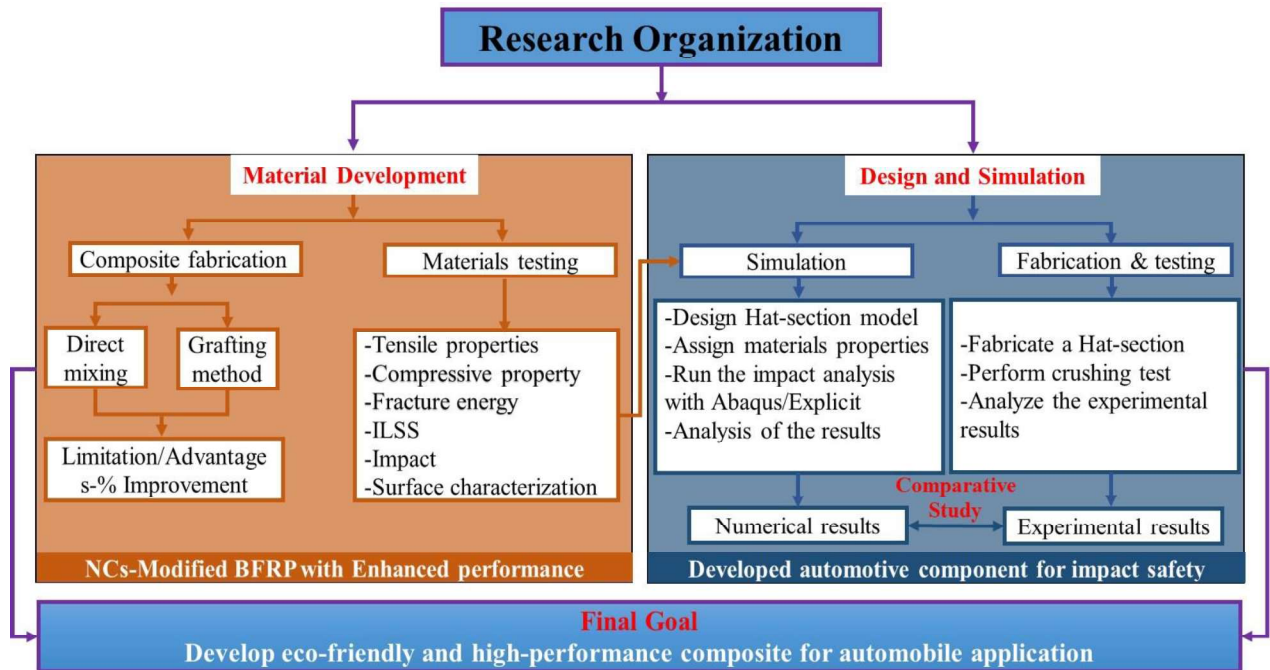 Research Organization
Material Development
Composite fabrication
Materials testing
Direct
mixing
Grafting
method
Limitation/Advantage
s-% Improvement
-Tensile properties
-Compressive property
-Fracture energy
-ILSS
-Impact
-Surface characterization
NCs-Modified BFRP with Enhanced performance
Design and Simulation
Simulation
Fabrication & testing
-Design Hat-section model
-Assign materials properties
-Run the impact analysis
with Abaqus/Explicit
-Analysis of the results
-Fabricate a Hat-section
-Perform crushing test
-Analyze the experimental
results
Comparative
Study
Numerical results
Experimental results
Developed automotive component for impact safety
Final Goal
Develop eco-friendly and high-performance composite for automobile application